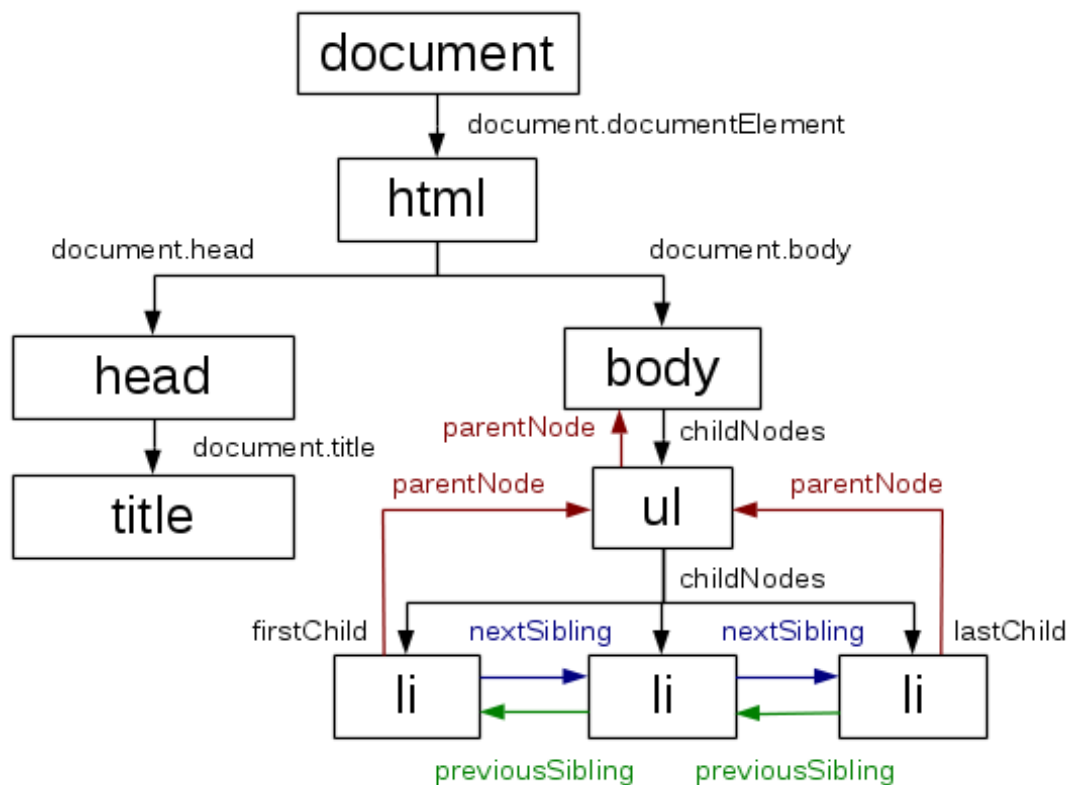 document
document.documentElement
html
document.head
document.body
head
body
document.title
parentNode
childNodes
title
parentNode
ul
parentNode
childNodes
firstChild
nextSibling
nextSibling
lastChild
li
li
li
previousSibling
previousSibling